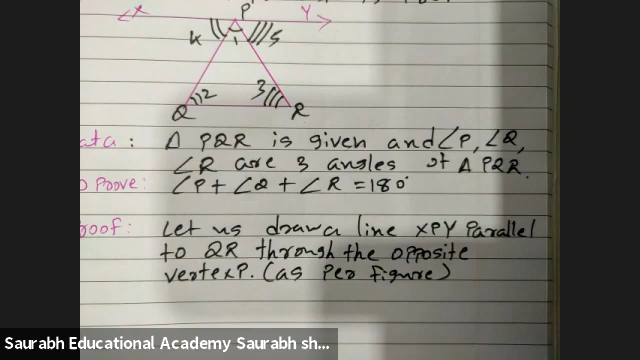 X P Y
4 1 5
2 3
Q R
ata: Δ PQR is given and ∠P, ∠Q,
∠R are 3 angles of Δ PQR.
o Prove: ∠P + ∠Q + ∠R = 180°
roof: Let us draw a line XPY Parallel
to QR through the opposite
vertex P. (as Per figure)
Saurabh Educational Academy Saurabh sh...